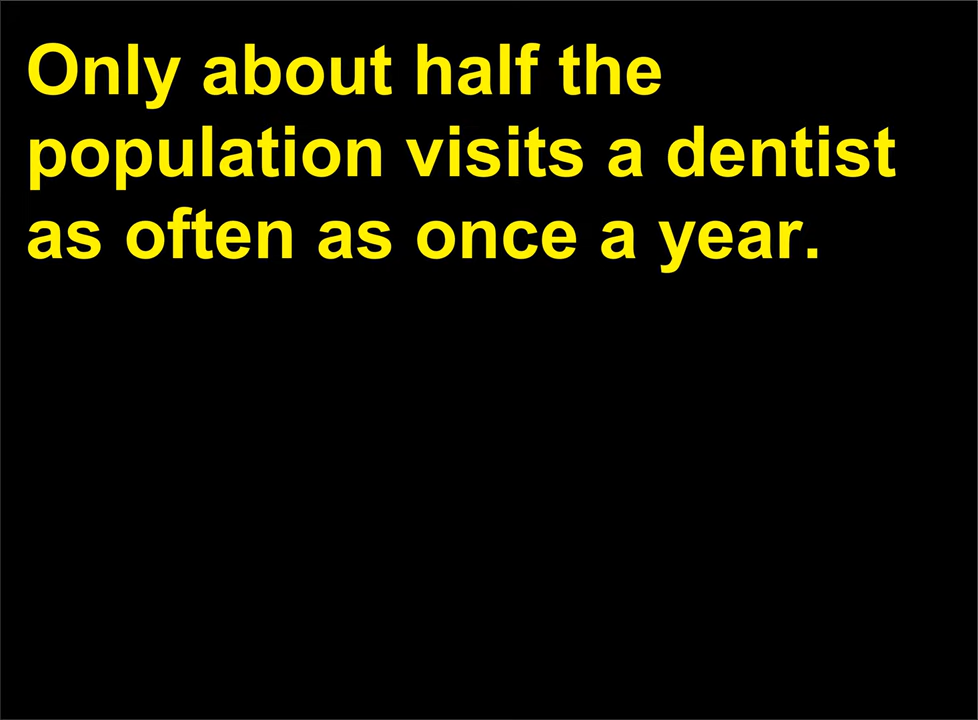 Only about half the
population visits a dentist
as often as once a year.